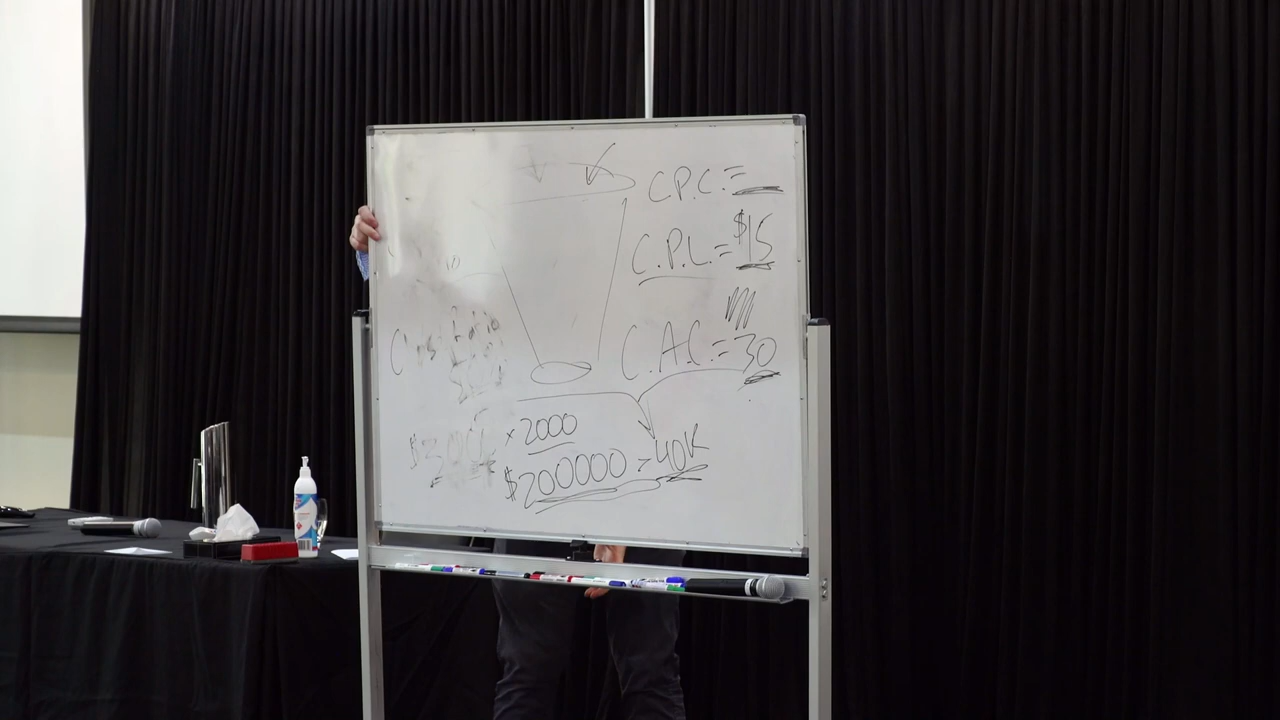 C.P.C. =
C.P.L. = $15
C.A.C. = 30
× 2000
$200000 > 40K